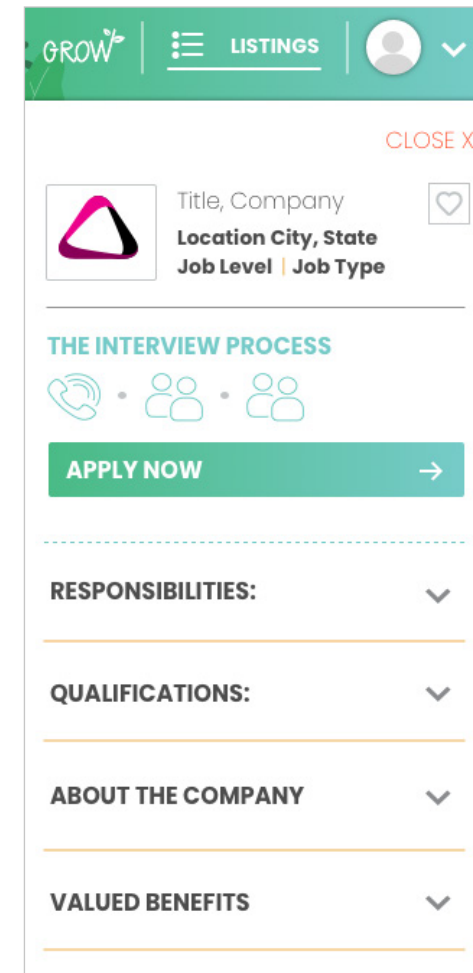 GROW
LISTINGS
CLOSE X
Title, Company
Location City, State
Job Level | Job Type
THE INTERVIEW PROCESS
APPLY NOW
RESPONSIBILITIES:
QUALIFICATIONS:
ABOUT THE COMPANY
VALUED BENEFITS